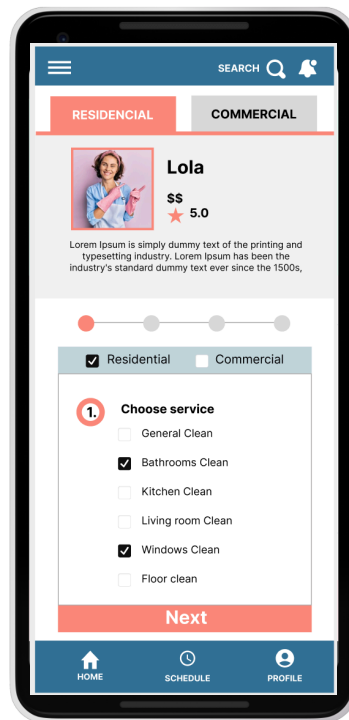 SEARCH
RESIDENCIAL
COMMERCIAL
Lola
$$
5.0
Lorem Ipsum is simply dummy text of the printing and
typesetting industry. Lorem Ipsum has been the
industry's standard dummy text ever since the 1500s,
Residential
Commercial
1.
Choose service
General Clean
Bathrooms Clean
Kitchen Clean
Living room Clean
Windows Clean
Floor clean
Next
HOME
SCHEDULE
PROFILE